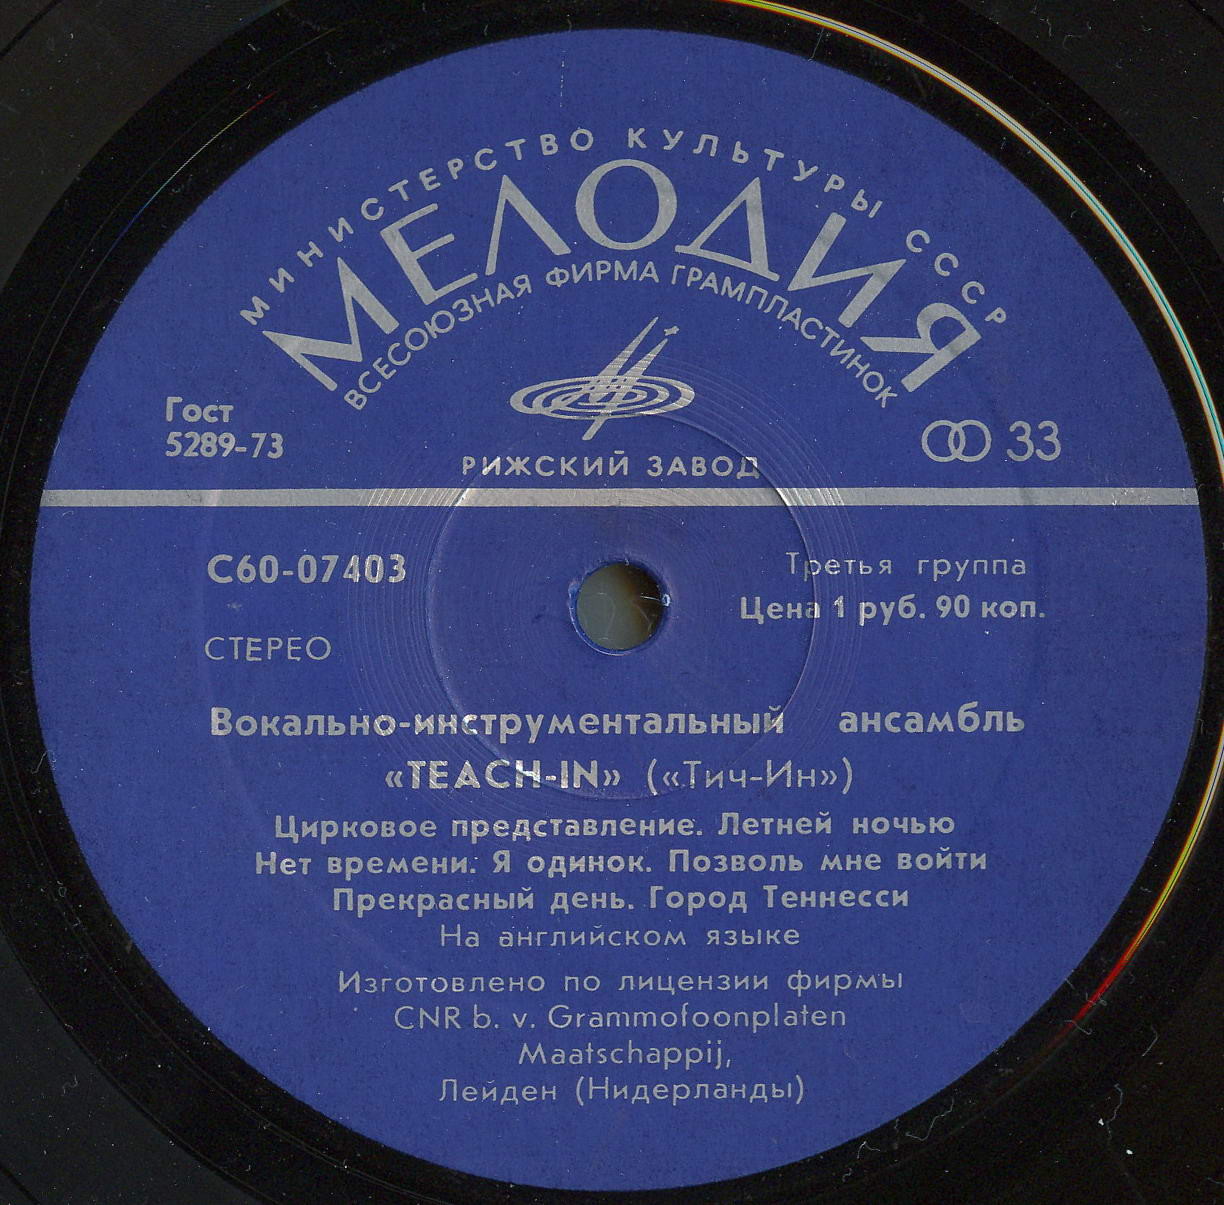 МИНИСТЕРСТВО КУЛЬТУРЫ СССР
МЕЛОДИЯ
ВСЕСОЮЗНАЯ ФИРМА ГРАМПЛАСТИНОК
Гост
5289-73
33
РИЖСКИЙ ЗАВОД
С60-07403
Третья группа
Цена 1 руб. 90 коп.
СТЕРЕО
Вокально-инструментальный ансамбль
«TEACH-IN» («Тич-Ин»)
Цирковое представление. Летней ночью
Нет времени. Я одинок. Позволь мне войти
Прекрасный день. Город Теннесси
На английском языке
Изготовлено по лицензии фирмы
CNR b. v. Grammofoonplaten
Maatschappij,
Лейден (Нидерланды)